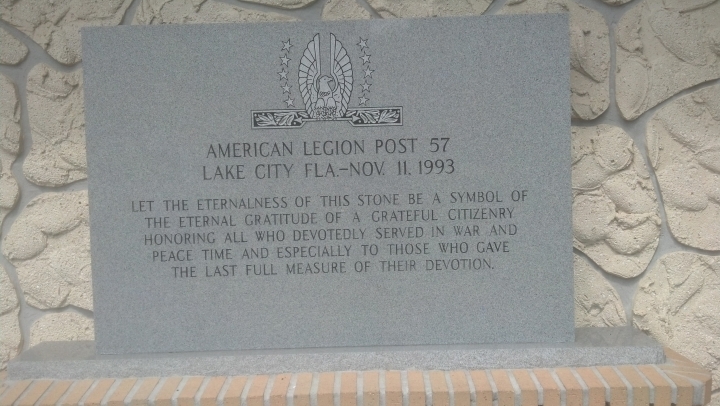 AMERICAN LEGION POST 57
LAKE CITY FLA.-NOV. 11, 1993
LET THE ETERNALNESS OF THIS STONE BE A SYMBOL OF
THE ETERNAL GRATITUDE OF A GRATEFUL CITIZENRY
HONORING ALL WHO DEVOTEDLY SERVED IN WAR AND
PEACE TIME AND ESPECIALLY TO THOSE WHO GAVE
THE LAST FULL MEASURE OF THEIR DEVOTION.